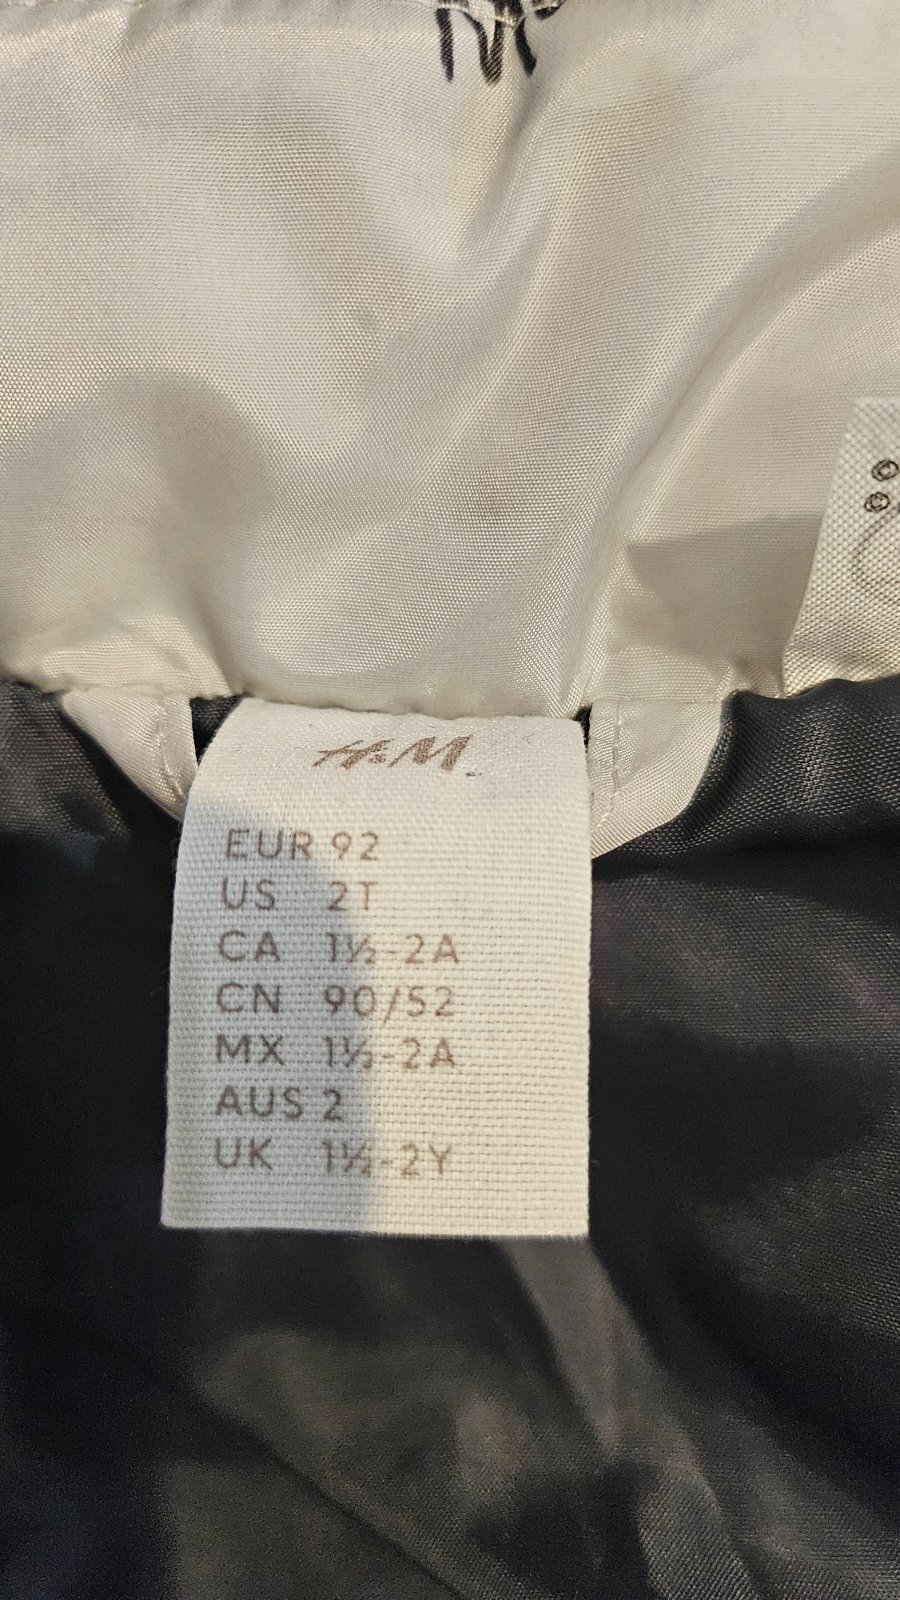 H&M
EUR 92
US 2T
CA 1½-2A
CN 90/52
MX 1½-2A
AUS 2
UK 1½-2Y